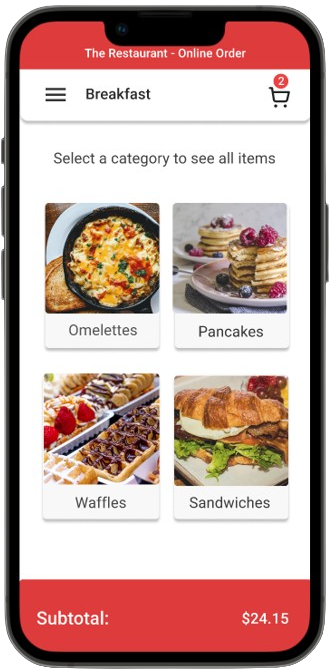 The Restaurant - Online Order
Breakfast
2
Select a category to see all items
Omelettes
Pancakes
Waffles
Sandwiches
Subtotal:
$24.15